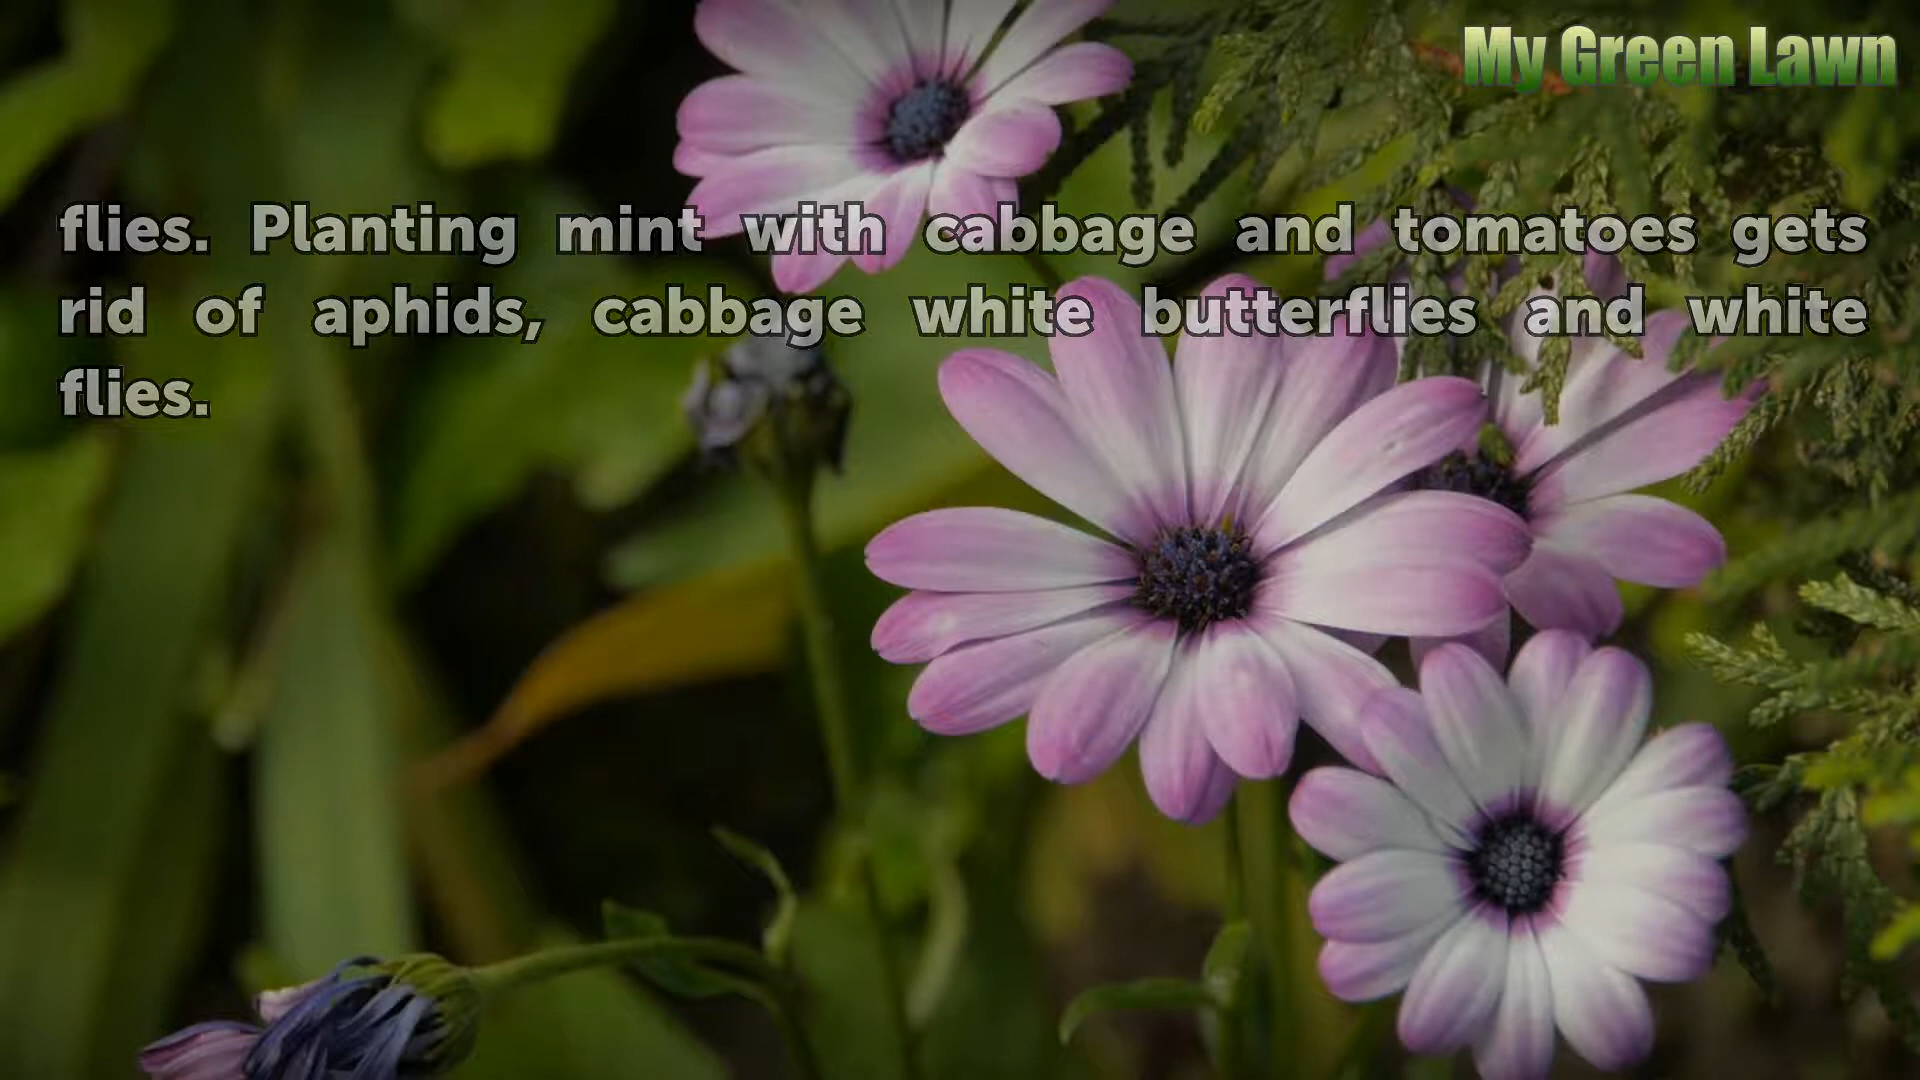 My Green Lawn
flies. Planting mint with cabbage and tomatoes gets
rid of aphids, cabbage white butterflies and white
flies.